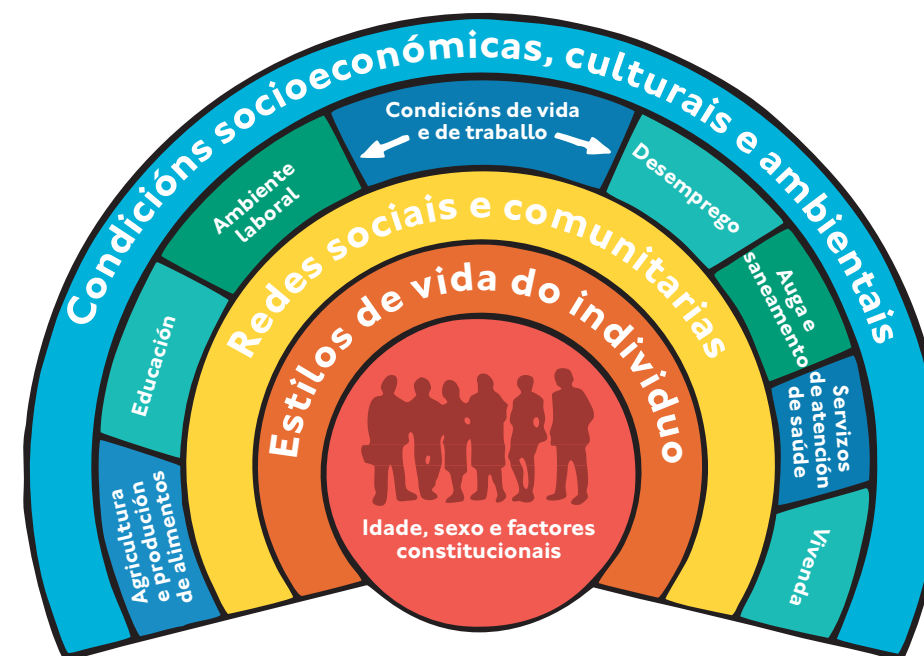 Condicións socioeconómicas, culturais e ambientais
Condicións de vida
e de traballo
Ambiente
laboral
Desemprego
Educación
Auga e
saneamento
Agricultura
e produción
de alimentos
Servizos
de atención
de saúde
Vivenda
Redes sociais e comunitarias
Estilos de vida do individuo
Idade, sexo e factores
constitucionais